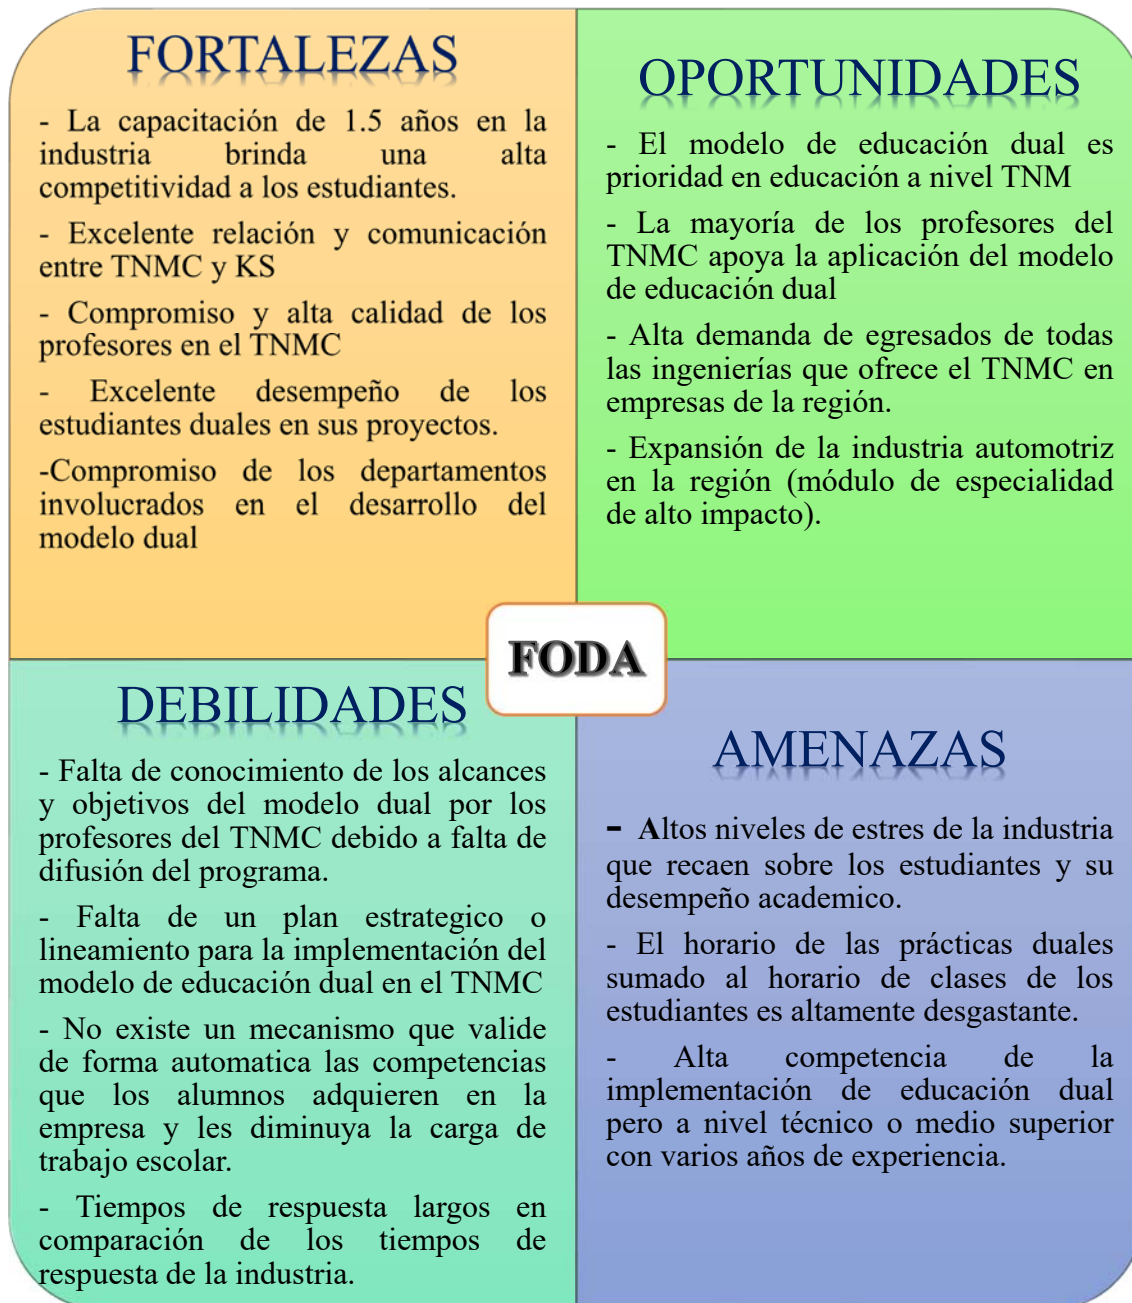 FORTALEZAS
- La capacitación de 1.5 años en la
industria brinda una alta
competitividad a los estudiantes.
- Excelente relación y comunicación
entre TNMC y KS
- Compromiso y alta calidad de los
profesores en el TNMC
- Excelente desempeño de los
estudiantes duales en sus proyectos.
-Compromiso de los departamentos
involucrados en el desarrollo del
modelo dual
OPORTUNIDADES
- El modelo de educación dual es
prioridad en educación a nivel TNM
- La mayoría de los profesores del
TNMC apoya la aplicación del modelo
de educación dual
- Alta demanda de egresados de todas
las ingenierías que ofrece el TNMC en
empresas de la región.
- Expansión de la industria automotriz
en la región (módulo de especialidad
de alto impacto).
FODA
DEBILIDADES
- Falta de conocimiento de los alcances
y objetivos del modelo dual por los
profesores del TNMC debido a falta de
difusión del programa.
- Falta de un plan estrategico o
lineamiento para la implementación del
modelo de educación dual en el TNMC
- No existe un mecanismo que valide
de forma automatica las competencias
que los alumnos adquieren en la
empresa y les diminuya la carga de
trabajo escolar.
- Tiempos de respuesta largos en
comparación de los tiempos de
respuesta de la industria.
AMENAZAS
- Altos niveles de estres de la industria
que recaen sobre los estudiantes y su
desempeño academico.
- El horario de las prácticas duales
sumado al horario de clases de los
estudiantes es altamente desgastante.
- Alta competencia de la
implementación de educación dual
pero a nivel técnico o medio superior
con varios años de experiencia.